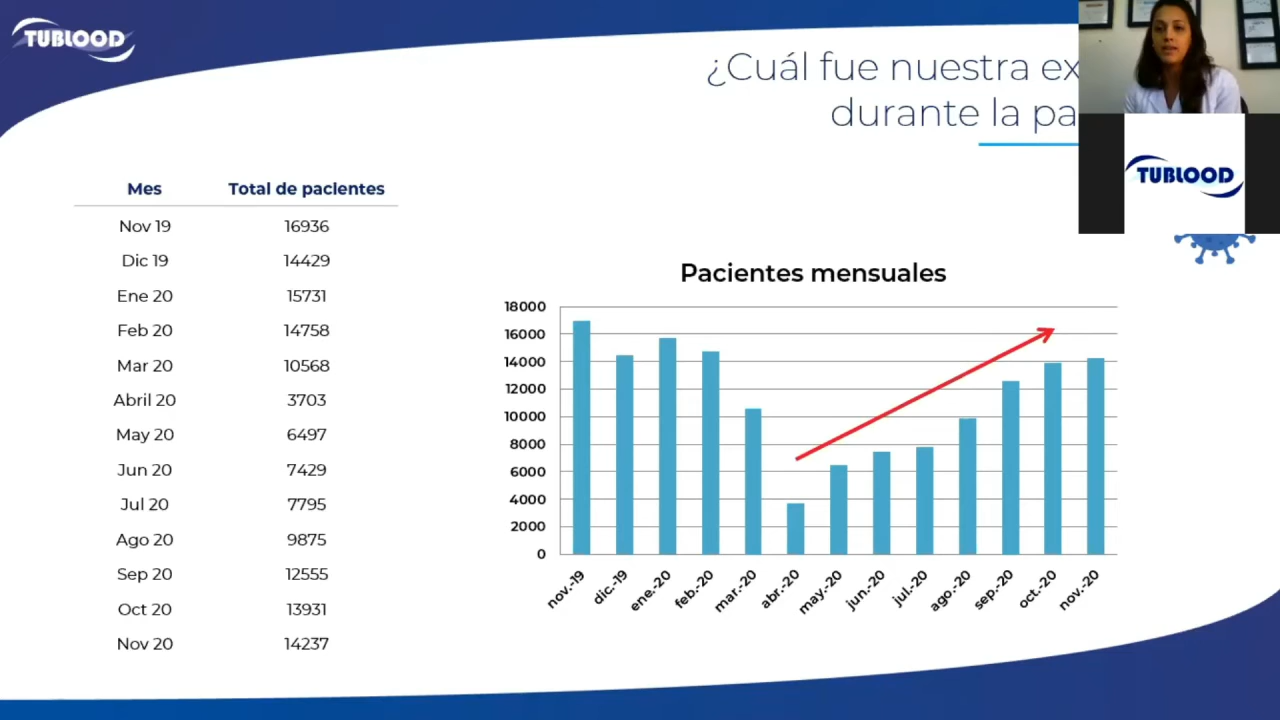 TUBLOOD
¿Cuál fue nuestra
durante la
TUBLOOD
Mes Total de pacientes
Nov 19 16936
Dic 19 14429
Ene 20 15731
Feb 20 14758
Mar 20 10568
Abril 20 3703
May 20 6497
Jun 20 7429
Jul 20 7795
Ago 20 9875
Sep 20 12555
Oct 20 13931
Nov 20 14237
Pacientes mensuales
18000
16000
14000
12000
10000
8000
6000
4000
2000
0
nov.-19 dic.-19 ene.-20 feb.-20 mar.-20 abr.-20 may.-20 jun.-20 jul.-20 ago.-20 sep.-20 oct.-20 nov.-20